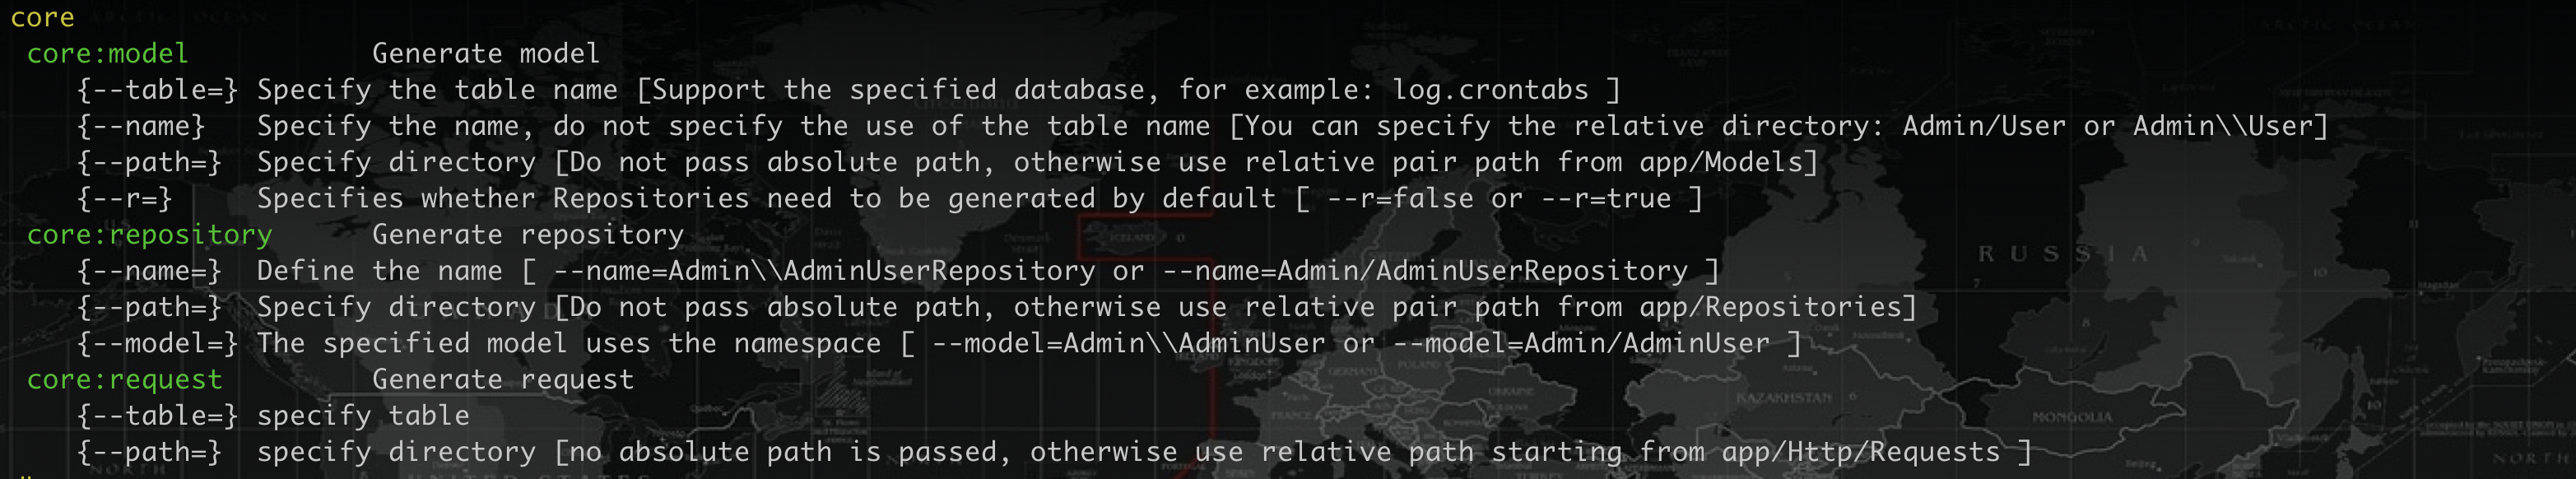 core
core:model Generate model
{--table=} Specify the table name [Support the specified database, for example: log.crontabs ]
{--name} Specify the name, do not specify the use of the table name [You can specify the relative directory: Admin/User or Admin\\User]
{--path=} Specify directory [Do not pass absolute path, otherwise use relative pair path from app/Models]
{--r=} Specifies whether Repositories need to be generated by default [ --r=false or --r=true ]
core:repository Generate repository
{--name=} Define the name [ --name=Admin\\AdminUserRepository or --name=Admin/AdminUserRepository ]
{--path=} Specify directory [Do not pass absolute path, otherwise use relative pair path from app/Repositories]
{--model=} The specified model uses the namespace [ --model=Admin\\AdminUser or --model=Admin/AdminUser ]
core:request Generate request
{--table=} specify table
{--path=} specify directory [no absolute path is passed, otherwise use relative path starting from app/Http/Requests ]
ARCTIC OCEAN
ICELAND
RUSSIA
KAZAKHSTAN
MONGOLIA